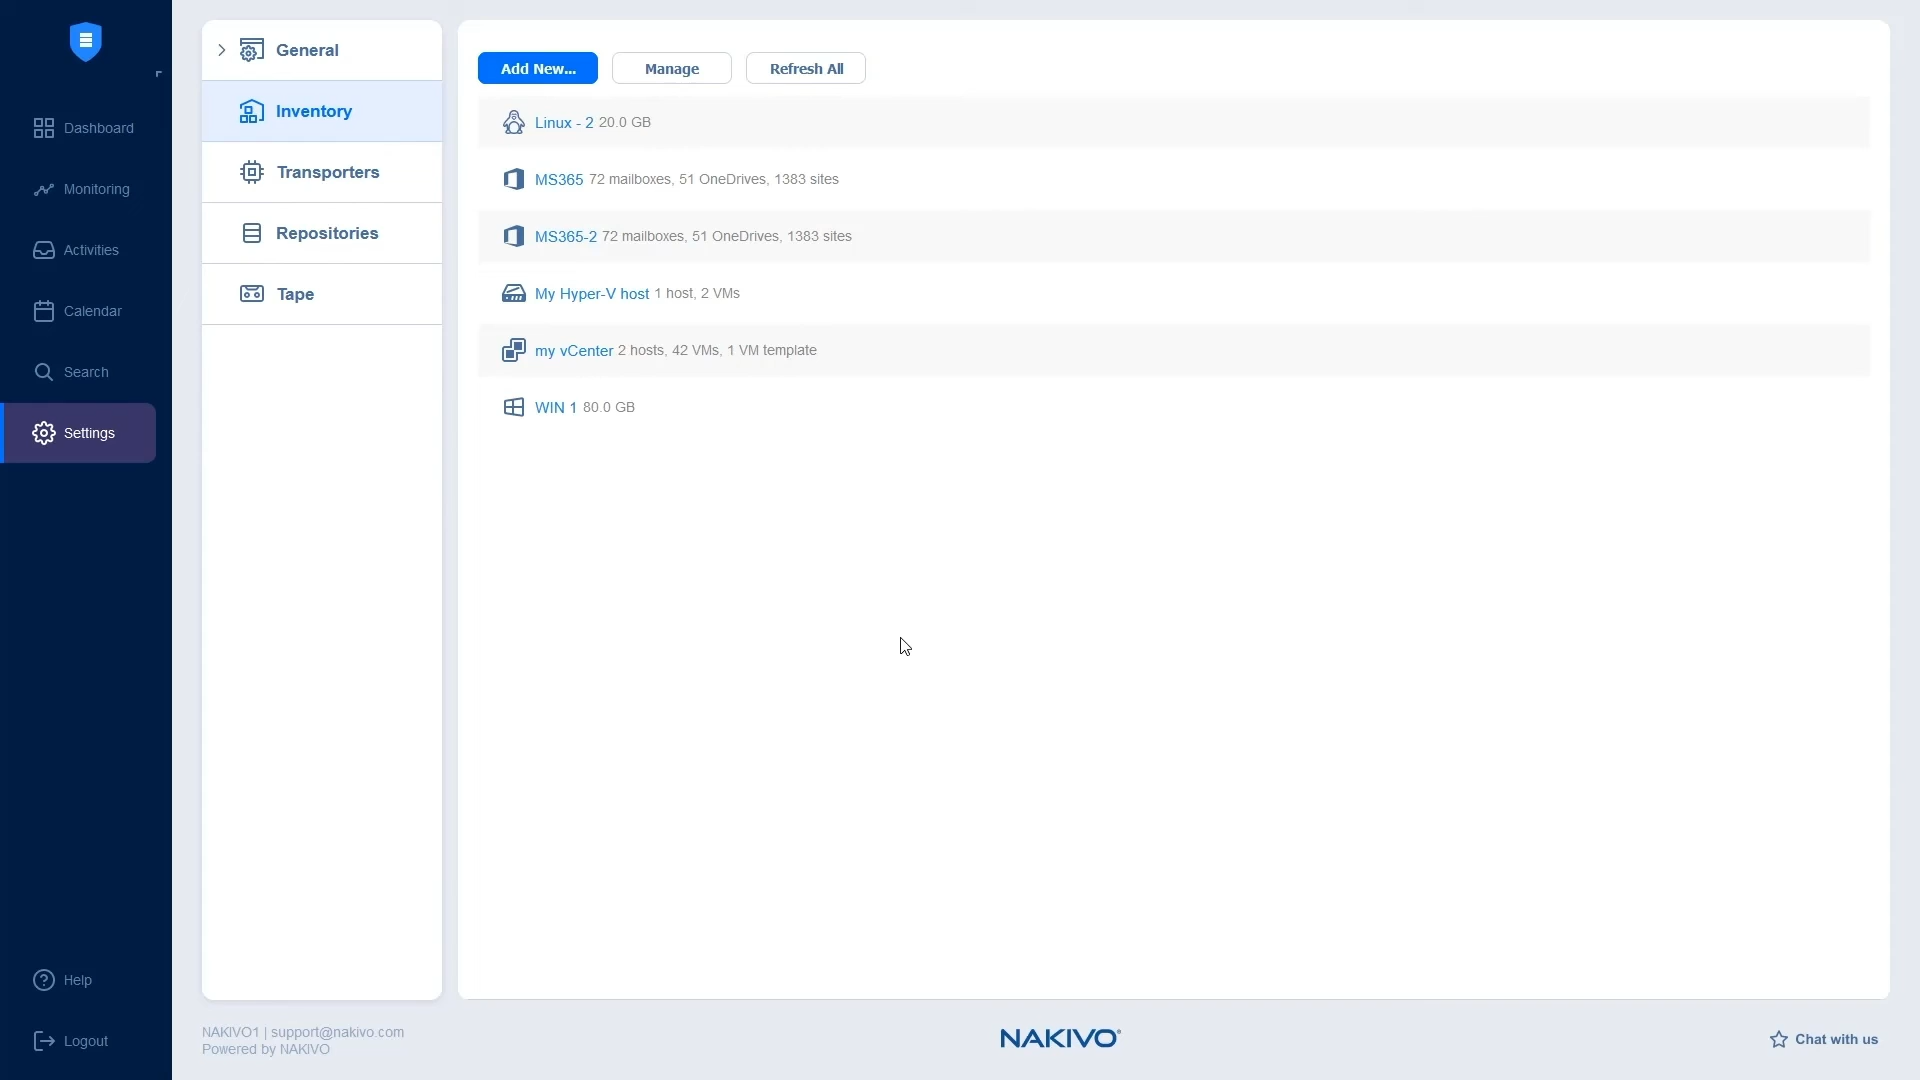 Dashboard
Monitoring
Activities
Calendar
Search
Settings
Help
Logout
General
Inventory
Transporters
Repositories
Tape
Add New... Manage Refresh All
Linux - 2 20.0 GB
MS365 72 mailboxes, 51 OneDrives, 1383 sites
MS365-2 72 mailboxes, 51 OneDrives, 1383 sites
My Hyper-V host 1 host, 2 VMs
my vCenter 2 hosts, 42 VMs, 1 VM template
WIN 1 80.0 GB
NAKIVO1 | support@nakivo.com
Powered by NAKIVO
NAKIVO®
Chat with us